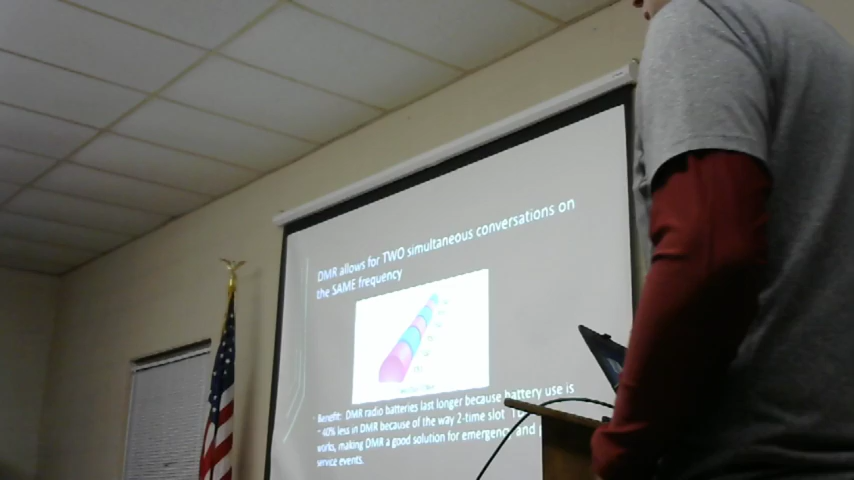 DMR allows for TWO simultaneous conversations on
the SAME frequency
Benefit: DMR radio batteries last longer because battery use is
~ 40% less in DMR because of the way 2-time slot
works, making DMR a good solution for emergency and
service events.